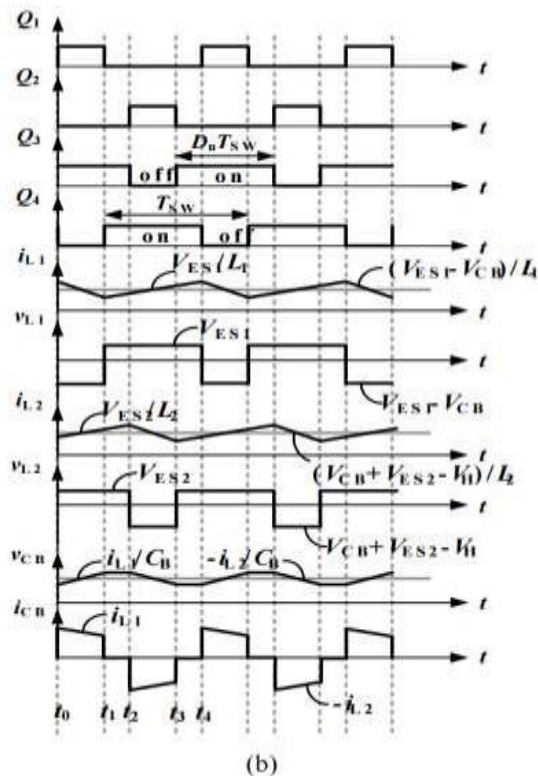 Q1
t
Q2
t
Q3
DuTSW
off
on
t
Q4
TSW
on
off
t
iL1
VES1/L1
(VES1-VCB)/L1
t
vL1
VES1
t
VES1-VCB
iL2
VES2/L2
t
(VCB+VES2-VH)/L2
vL2
VES2
t
VCB+VES2-VH
vCB
iL1/CB
-iL2/CB
t
iCB
iL1
t
-iL2
t0
t1
t2
t3
t4
(b)